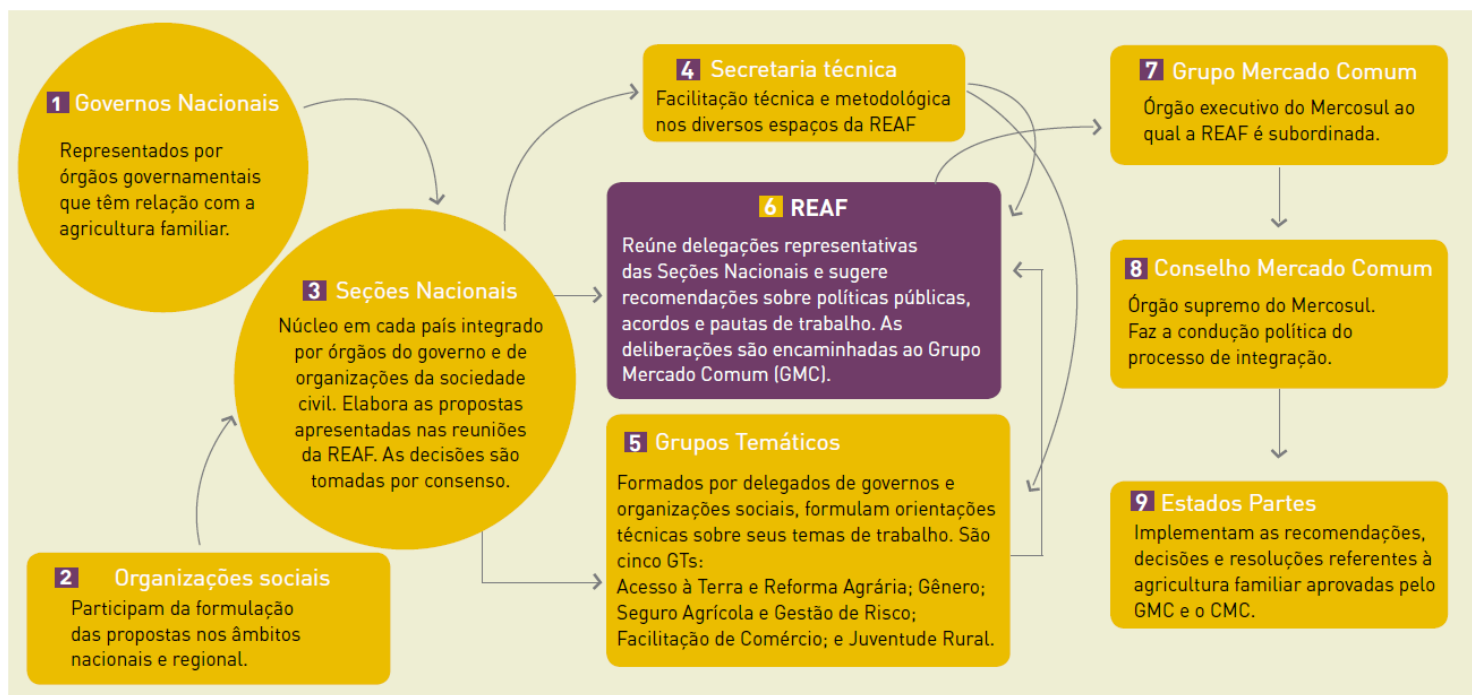 1 Governos Nacionais
Representados por
órgãos governamentais
que têm relação com a
agricultura familiar.
2 Organizações sociais
Participam da formulação
das propostas nos âmbitos
nacionais e regional.
3 Seções Nacionais
Núcleo em cada país integrado
por órgãos do governo e de
organizações da sociedade
civil. Elabora as propostas
apresentadas nas reuniões
da REAF. As decisões são
tomadas por consenso.
4 Secretaria técnica
Facilitação técnica e metodológica
nos diversos espaços da REAF
5 Grupos Temáticos
Formados por delegados de governos e
organizações sociais, formulam orientações
técnicas sobre seus temas de trabalho. São
cinco GTs:
Acesso à Terra e Reforma Agrária; Gênero;
Seguro Agrícola e Gestão de Risco;
Facilitação de Comércio; e Juventude Rural.
6 REAF
Reúne delegações representativas
das Seções Nacionais e sugere
recomendações sobre políticas públicas,
acordos e pautas de trabalho. As
deliberações são encaminhadas ao Grupo
Mercado Comum (GMC).
7 Grupo Mercado Comum
Órgão executivo do Mercosul ao
qual a REAF é subordinada.
8 Conselho Mercado Comum
Órgão supremo do Mercosul.
Faz a condução política do
processo de integração.
9 Estados Partes
Implementam as recomendações,
decisões e resoluções referentes à
agricultura familiar aprovadas pelo
GMC e o CMC.